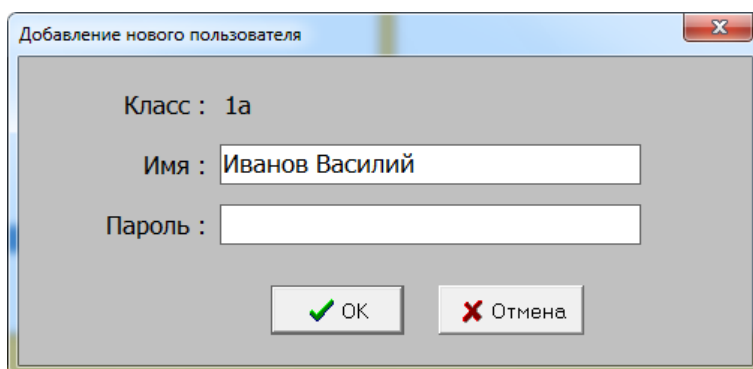 Добавление нового пользователя
Класс : 1а
Имя : Иванов Василий
Пароль :
OK Отмена